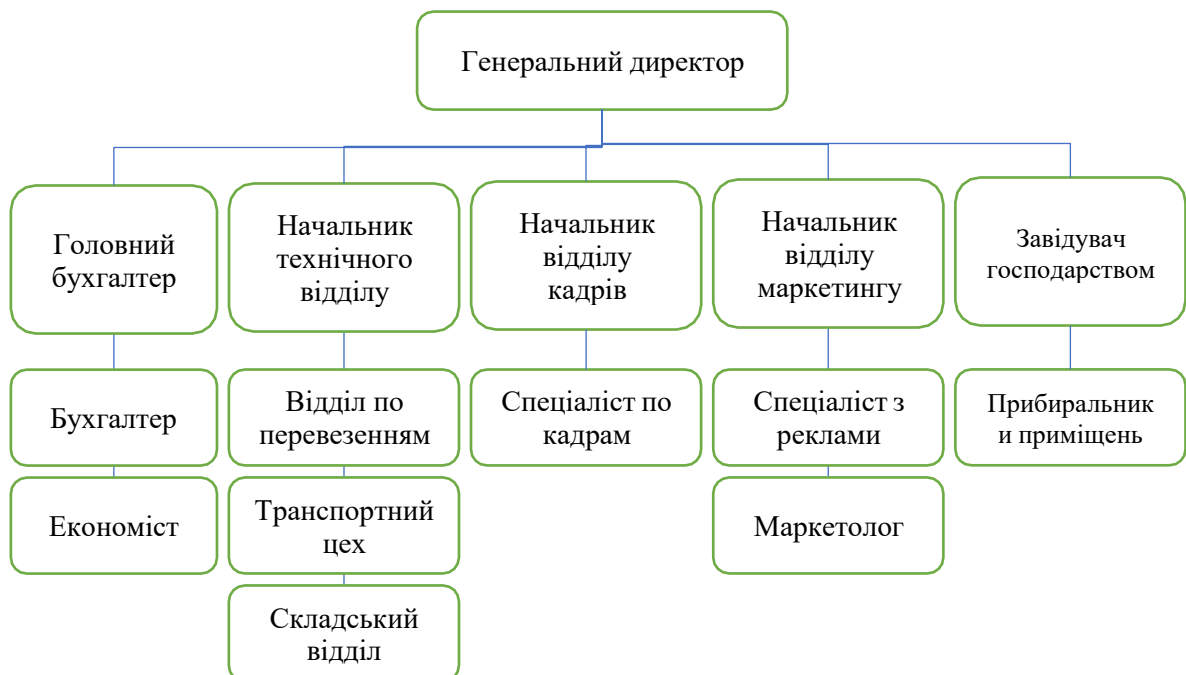 Генеральний директор
Головний
бухгалтер
Начальник
технічного
відділу
Начальник
відділу
кадрів
Начальник
відділу
маркетингу
Завідувач
господарством
Бухгалтер
Відділ по
перевезенням
Спеціаліст по
кадрам
Спеціаліст з
реклами
Прибиральник
и приміщень
Економіст
Транспортний
цех
Маркетолог
Складський
відділ